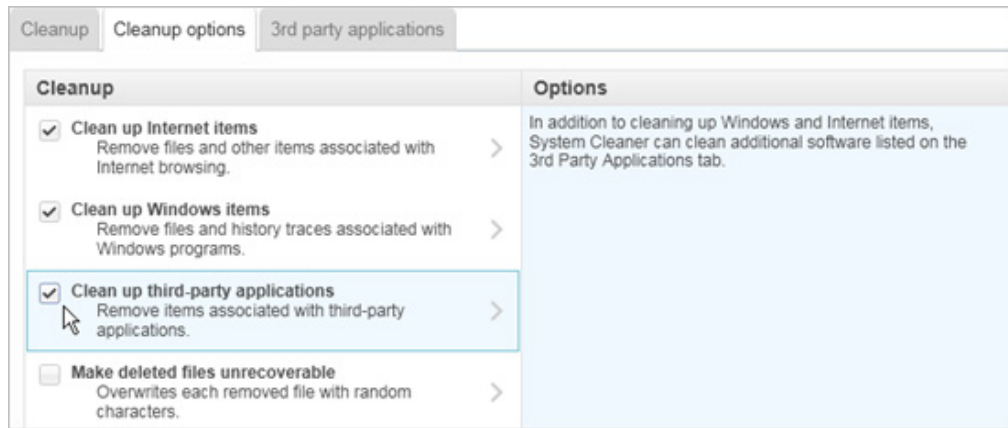 Cleanup
Cleanup options
3rd party applications
Cleanup
Clean up Internet items
Remove files and other items associated with
Internet browsing.
Clean up Windows items
Remove files and history traces associated with
Windows programs.
Clean up third-party applications
Remove items associated with third-party
applications.
Make deleted files unrecoverable
Overwrites each removed file with random
characters.
Options
In addition to cleaning up Windows and Internet items,
System Cleaner can clean additional software listed on the
3rd Party Applications tab.